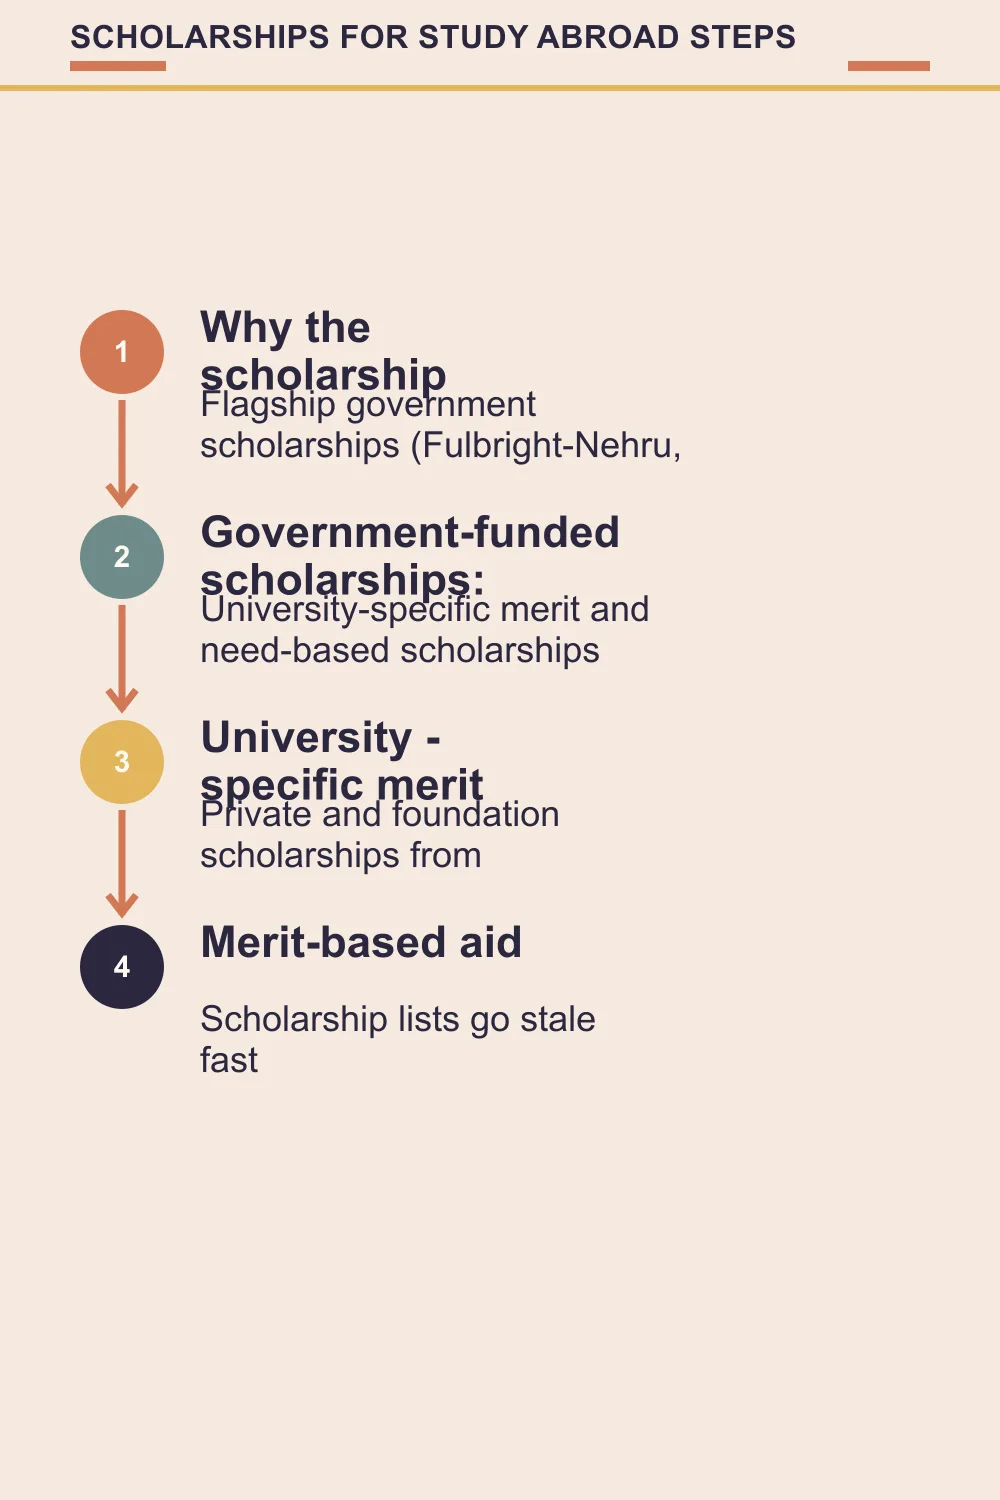 SCHOLARSHIPS FOR STUDY ABROAD STEPS
1
Why the
scholarship
Flagship government
scholarships (Fulbright-Nehru,
2
Government-funded
scholarships:
University-specific merit and
need-based scholarships
3
University -
specific merit
Private and foundation
scholarships from
4
Merit-based aid
Scholarship lists go stale
fast